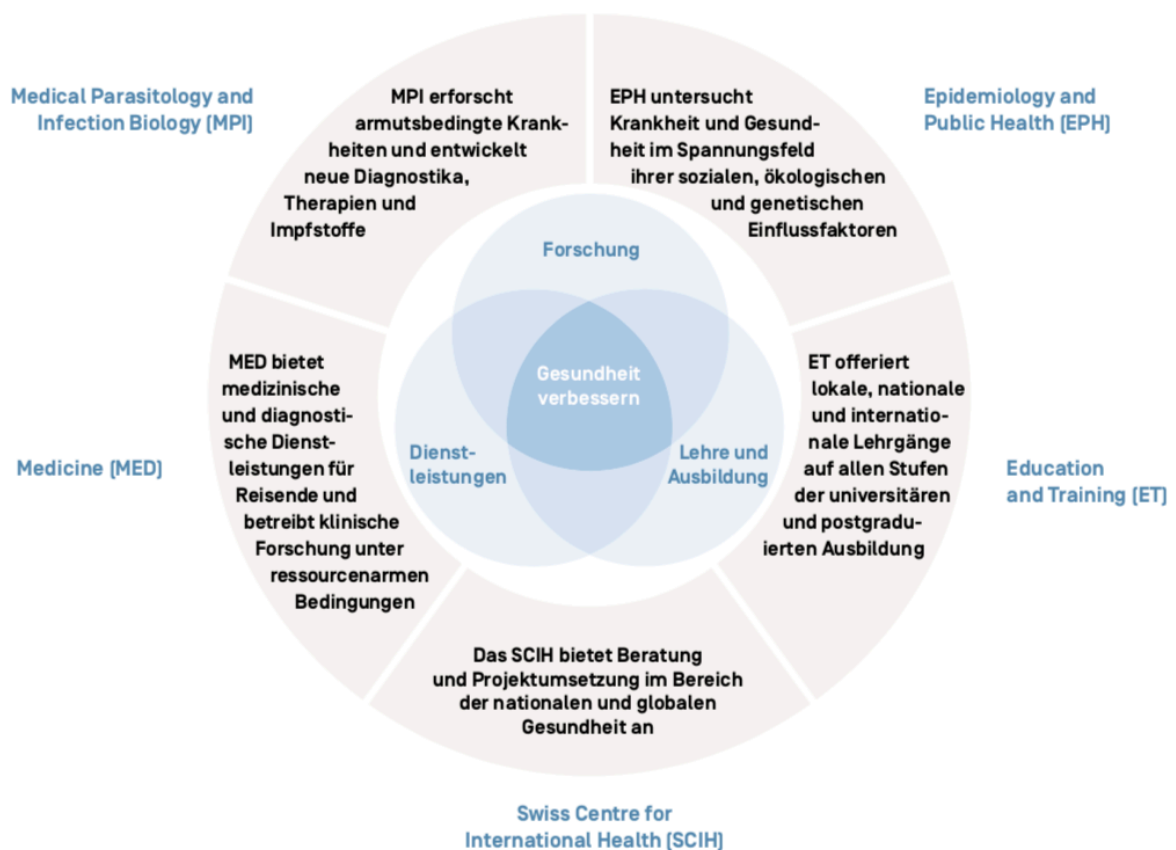 Medical Parasitology and
Infection Biology (MPI)
MPI erforscht
armutsbedingte Krank-
heiten und entwickelt
neue Diagnostika,
Therapien und
Impfstoffe
EPH untersucht
Krankheit und Gesund-
heit im Spannungsfeld
ihrer sozialen, ökologischen
und genetischen
Einflussfaktoren
Epidemiology and
Public Health (EPH)
Forschung
Gesundheit
verbessern
Dienst-
leistungen
Lehre und
Ausbildung
Medicine (MED)
MED bietet
medizinische
und diagnosti-
sche Dienst-
leistungen für
Reisende und
betreibt klinische
Forschung unter
ressourcenarmen
Bedingungen
ET offeriert
lokale, nationale
und internatio-
nale Lehrgänge
auf allen Stufen
der universitären
und postgradu-
ierten Ausbildung
Education
and Training (ET)
Das SCIH bietet Beratung
und Projektumsetzung im Bereich
der nationalen und globalen
Gesundheit an
Swiss Centre for
International Health (SCIH)